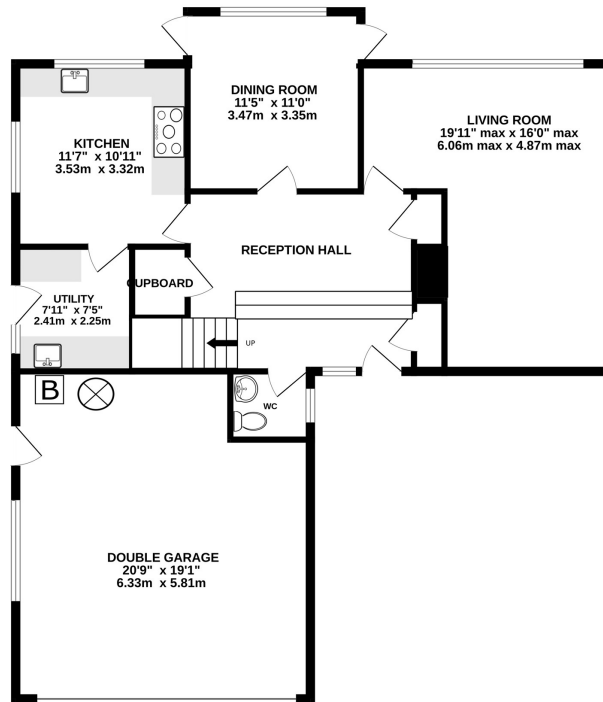 DINING ROOM
11'5" x 11'0"
3.47m x 3.35m
LIVING ROOM
19'11" max x 16'0" max
6.06m max x 4.87m max
KITCHEN
11'7" x 10'11"
3.53m x 3.32m
RECEPTION HALL
CUPBOARD
UTILITY
7'11" x 7'5"
2.41m x 2.25m
UP
B
WC
DOUBLE GARAGE
20'9" x 19'1"
6.33m x 5.81m